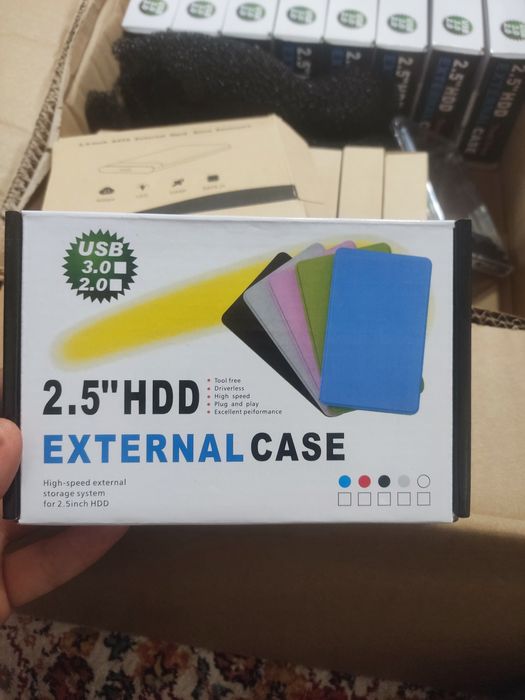 USB
3.0
2.0
2.5"HDD
• Tool free
• Driverless
• High speed
• Plug and play
• Excellent peiformance
EXTERNAL CASE
High-speed external
storage system
for 2.5inch HDD
2.5"HDD
EXTERNAL CASE